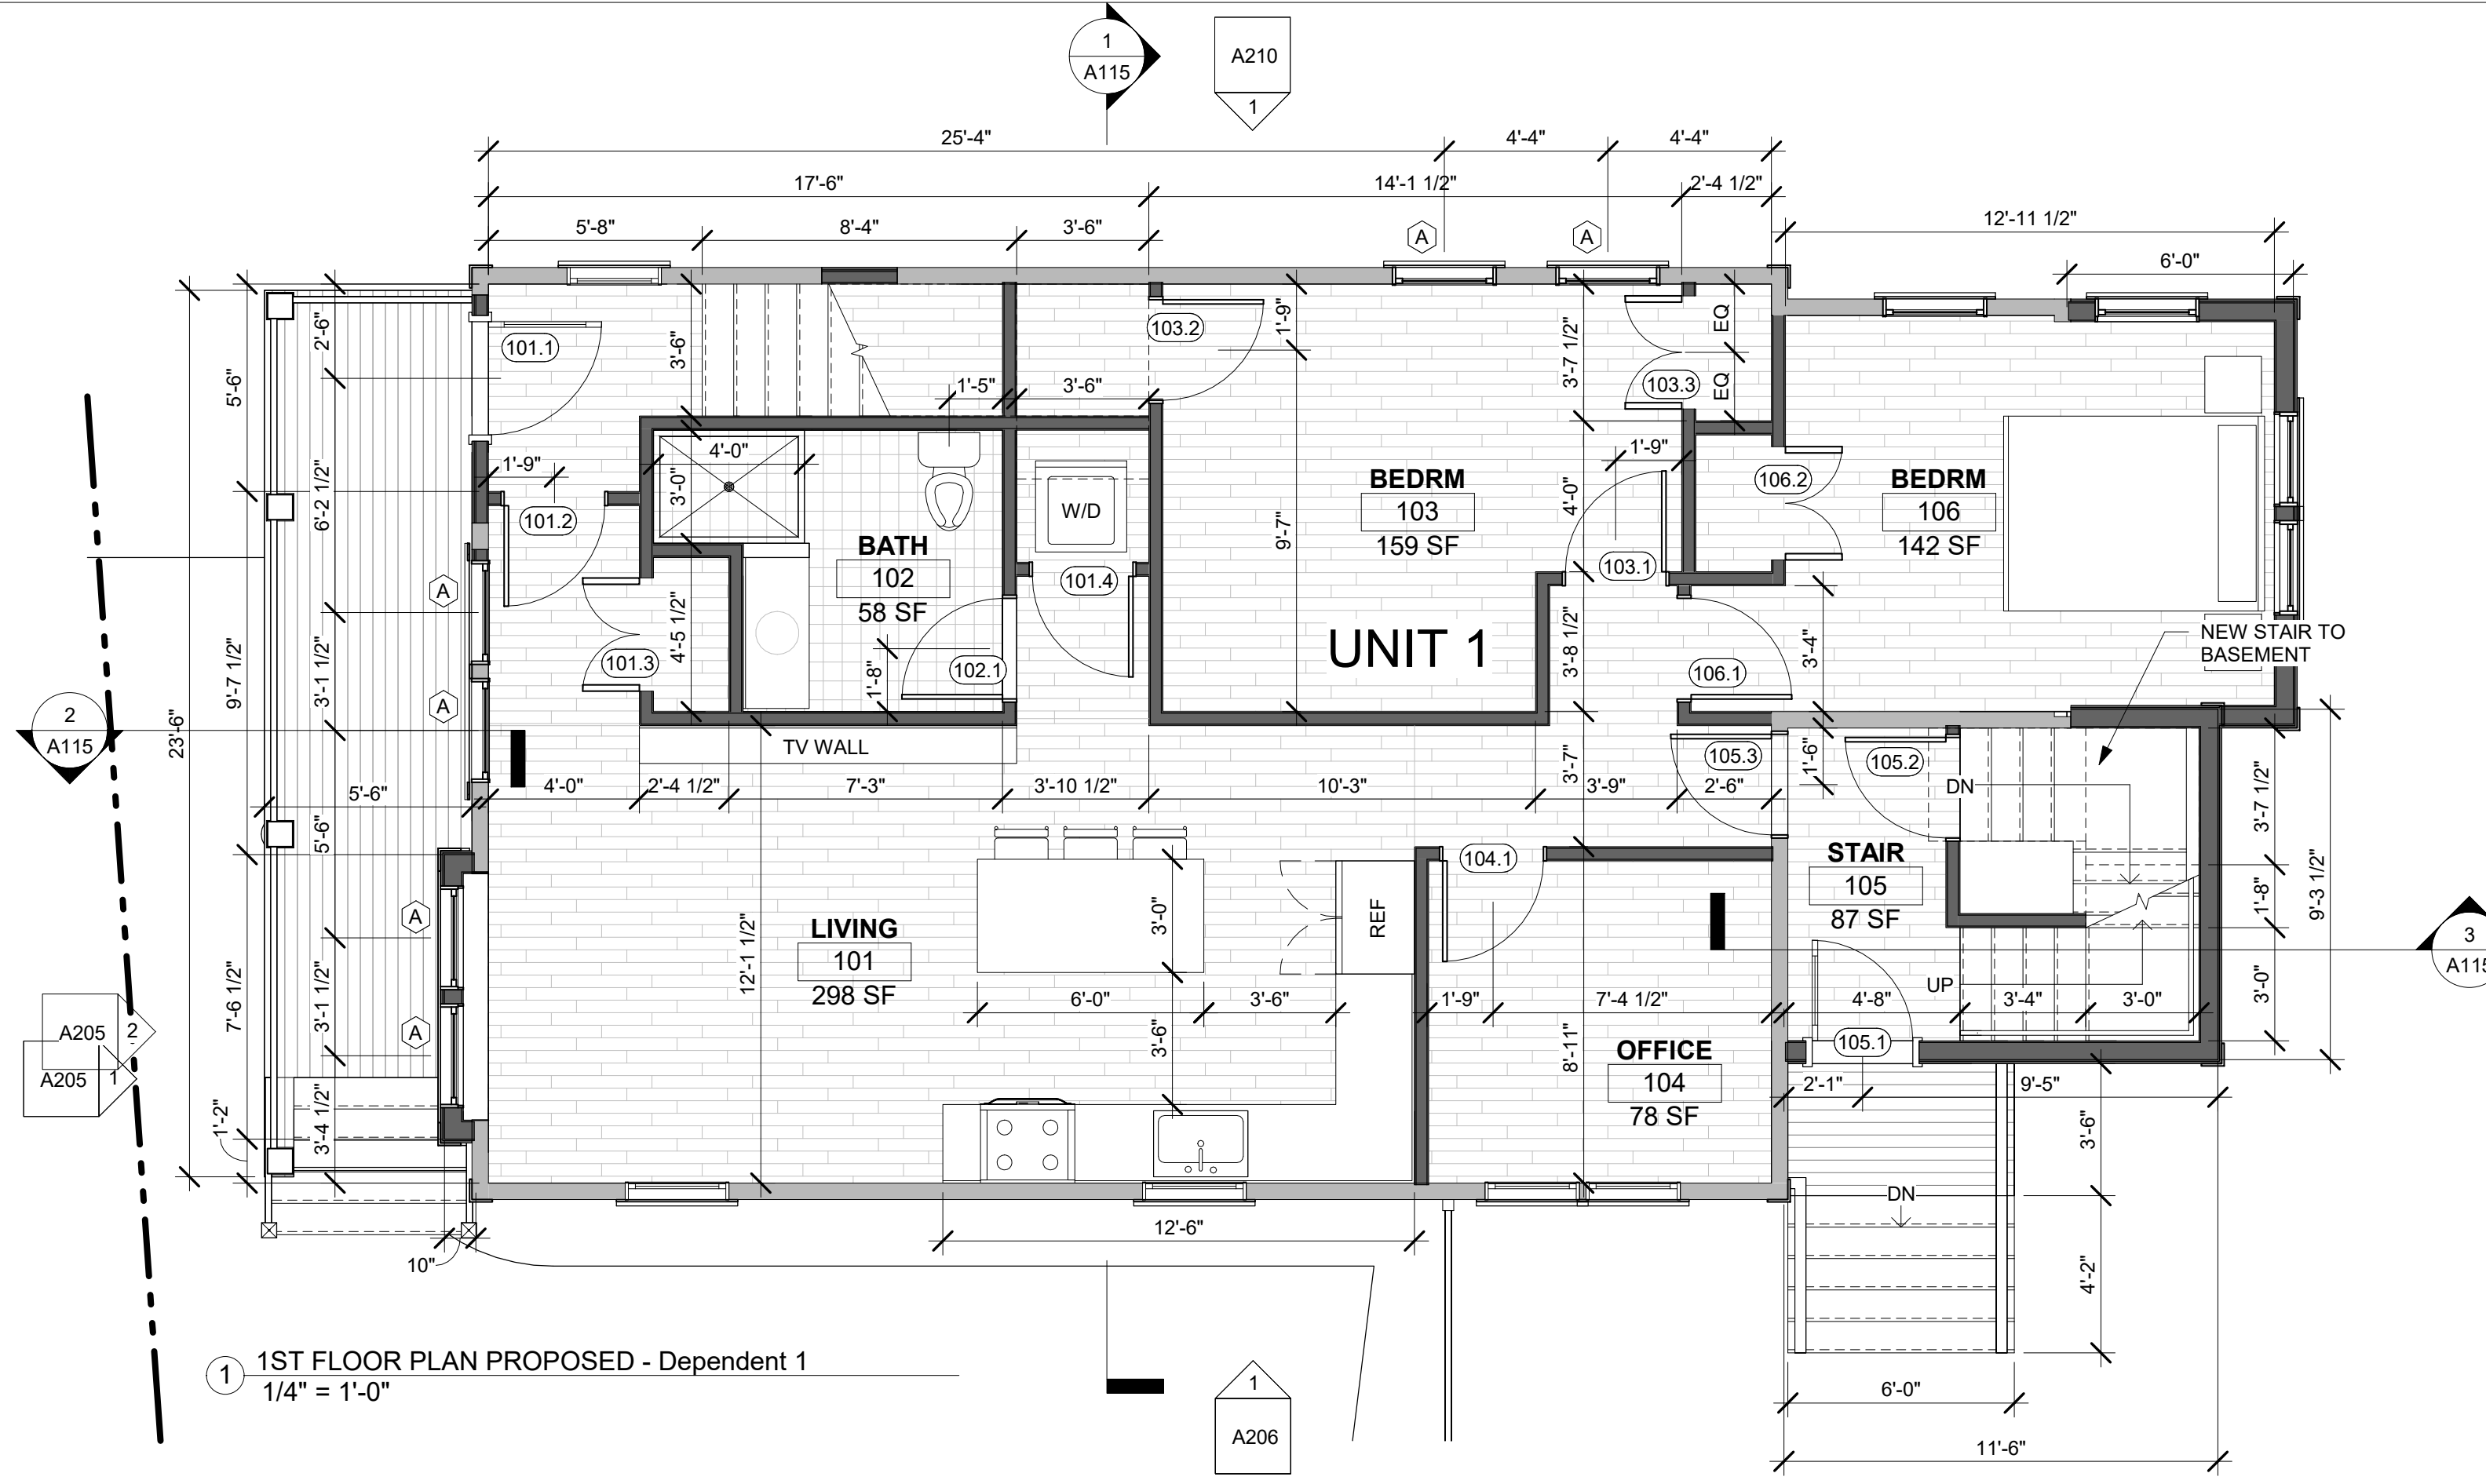 1
A115
A210
1
25'-4"
4'-4"
4'-4"
17'-6"
14'-1 1/2"
2'-4 1/2"
5'-8"
8'-4"
3'-6"
A
A
12'-11 1/2"
6'-0"
101.1
2'-6"
5'-6"
3'-6"
1'-5"
3'-6"
103.2
1'-9"
3'-7 1/2"
EQ
EQ
103.3
1'-9"
101.2
6'-2 1/2"
4'-0"
3'-0"
W/D
BATH
102
58 SF
101.4
9'-7"
BEDRM
103
159 SF
4'-0"
1'-9"
103.1
106.2
BEDRM
106
142 SF
A
101.3
4'-5 1/2"
1'-8"
102.1
UNIT 1
3'-8 1/2"
106.1
3'-4"
NEW STAIR TO
BASEMENT
9'-7 1/2"
3'-1 1/2"
A
2
A115
23'-6"
TV WALL
3'-7"
105.3
1'-6"
105.2
DN
5'-6"
4'-0"
2'-4 1/2"
7'-3"
3'-10 1/2"
10'-3"
3'-9"
2'-6"
3'-7 1/2"
5'-6"
104.1
STAIR
105
87 SF
1'-8"
9'-3 1/2"
A
LIVING
101
298 SF
12'-1 1/2"
3'-0"
REF
3
A115
UP
7'-6 1/2"
3'-1 1/2"
A
6'-0"
3'-6"
3'-6"
1'-9"
7'-4 1/2"
4'-8"
3'-4"
3'-0"
3'-0"
A205
2
A205
1
8'-11"
OFFICE
104
78 SF
105.1
2'-1"
9'-5"
1'-2"
3'-4 1/2"
3'-6"
DN
12'-6"
10"
4'-2"
1
1ST FLOOR PLAN PROPOSED - Dependent 1
1/4" = 1'-0"
1
A206
6'-0"
11'-6"